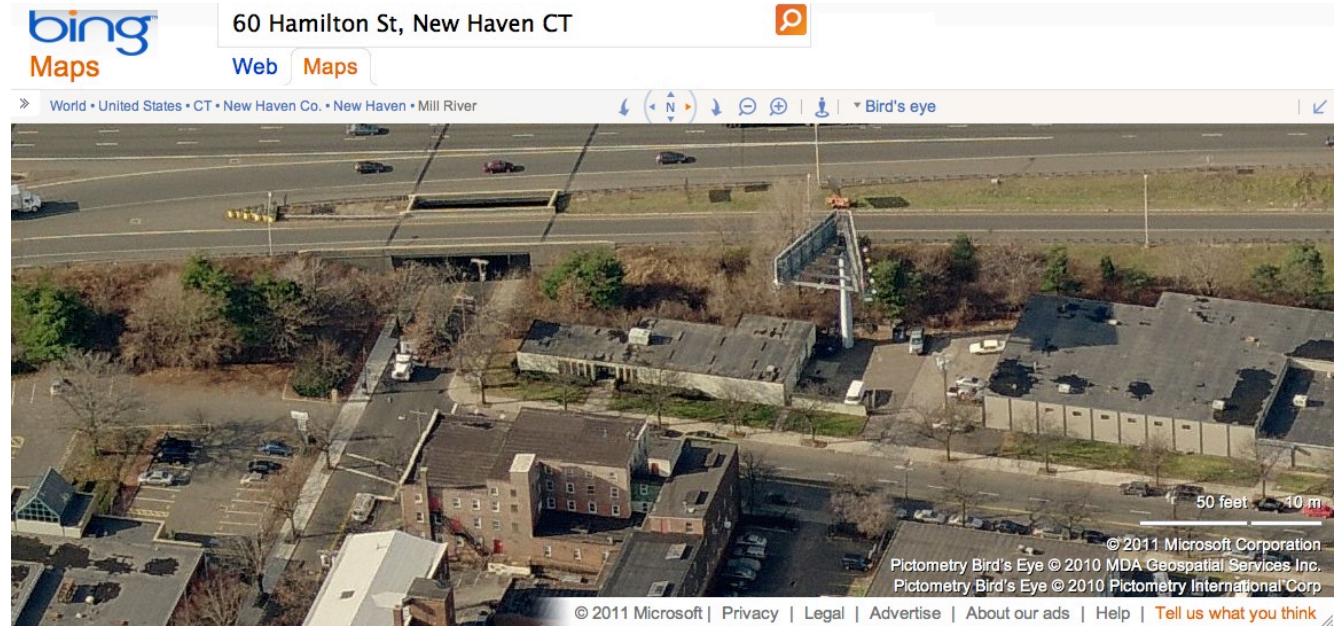 bing™
60 Hamilton St, New Haven CT
Maps
Web Maps
World • United States • CT • New Haven Co. • New Haven • Mill River
N
Bird's eye
50 feet 10 m
© 2011 Microsoft Corporation
Pictometry Bird's Eye © 2010 MDA Geospatial Services Inc.
Pictometry Bird's Eye © 2010 Pictometry International Corp
© 2011 Microsoft | Privacy | Legal | Advertise | About our ads | Help | Tell us what you think